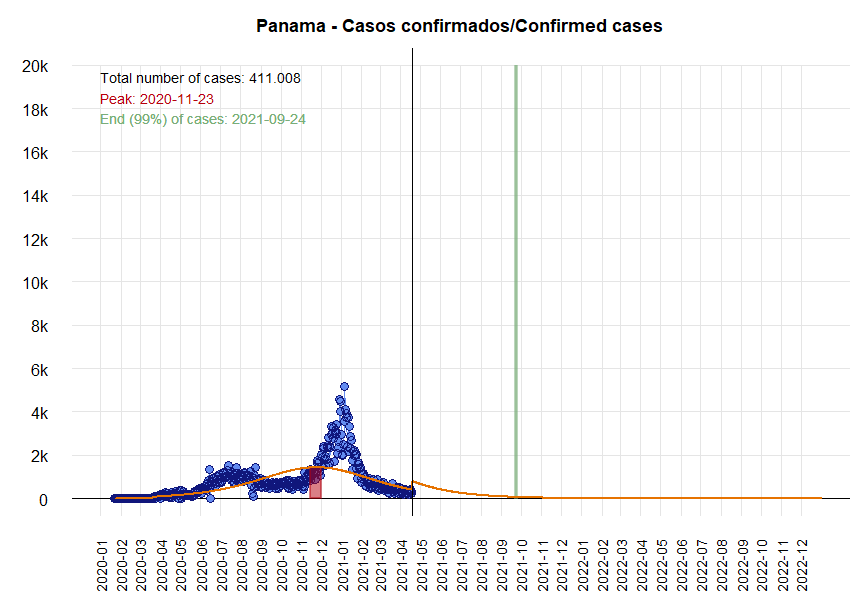 Panama - Casos confirmados/Confirmed cases
Total number of cases: 411.008
Peak: 2020-11-23
End (99%) of cases: 2021-09-24
20k
18k
16k
14k
12k
10k
8k
6k
4k
2k
0
2020-01
2020-02
2020-03
2020-04
2020-05
2020-06
2020-07
2020-08
2020-09
2020-10
2020-11
2020-12
2021-01
2021-02
2021-03
2021-04
2021-05
2021-06
2021-07
2021-08
2021-09
2021-10
2021-11
2021-12
2022-01
2022-02
2022-03
2022-04
2022-05
2022-06
2022-07
2022-08
2022-09
2022-10
2022-11
2022-12